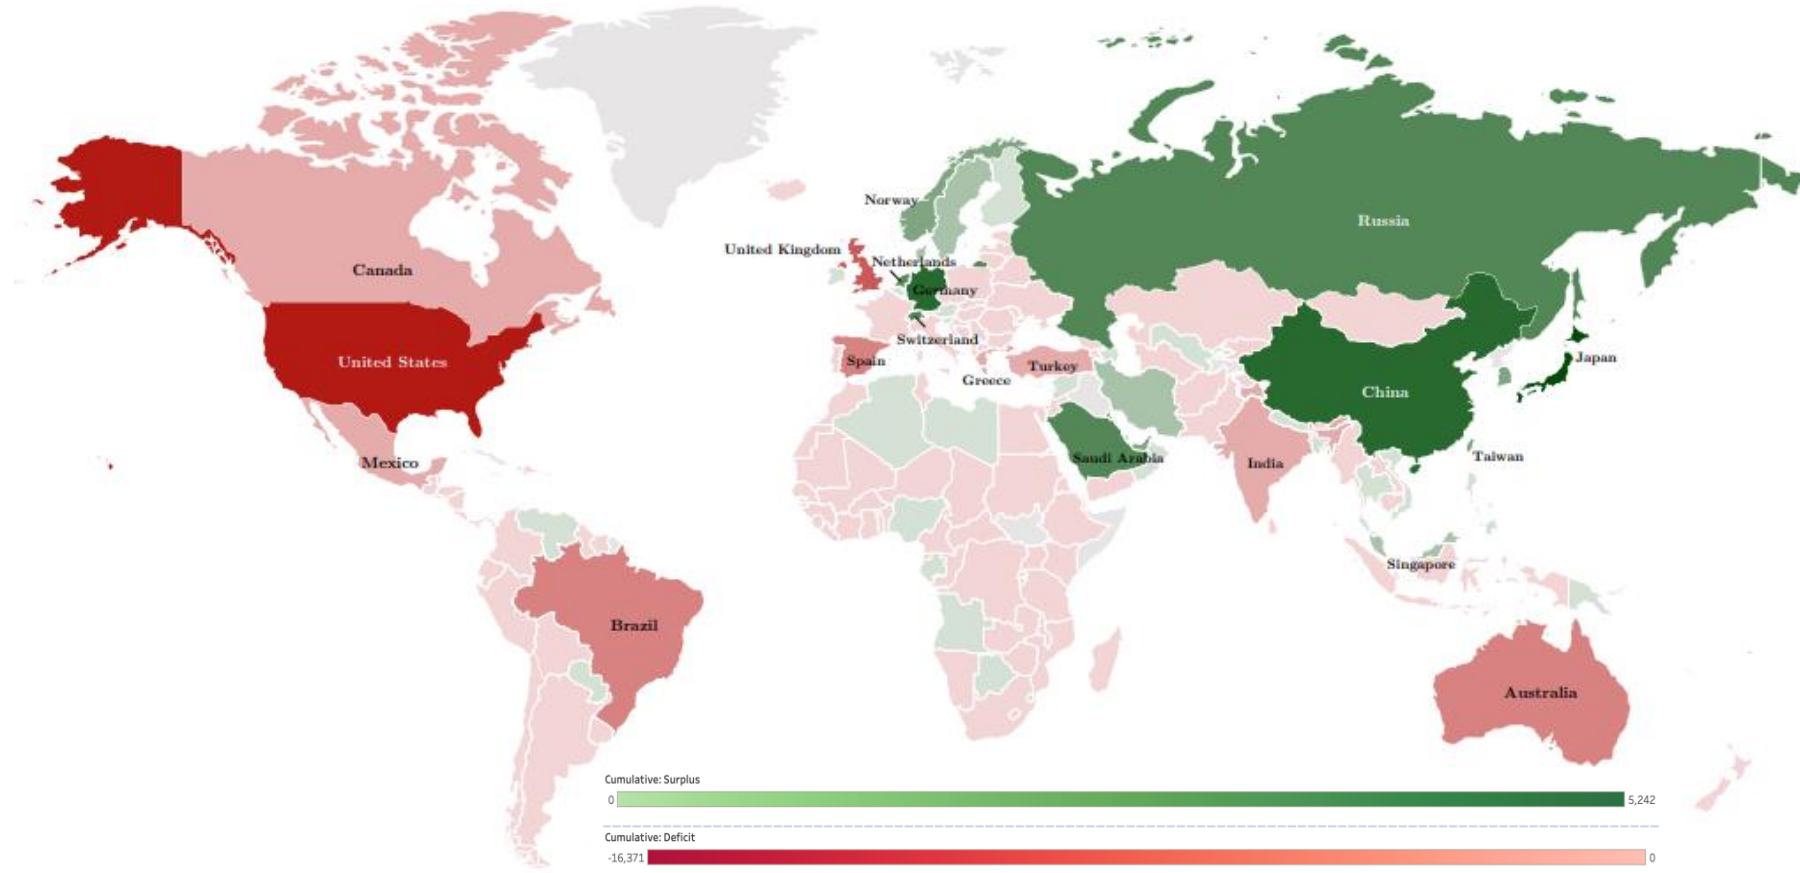 Norway
Russia
United Kingdom
Netherlands
Canada
Germany
Switzerland
United States
Spain
Turkey
Japan
Greece
China
Mexico
Saudi Arabia
India
Taiwan
Singapore
Brazil
Australia
Cumulative: Surplus
0
5,242
Cumulative: Deficit
-16,371
0